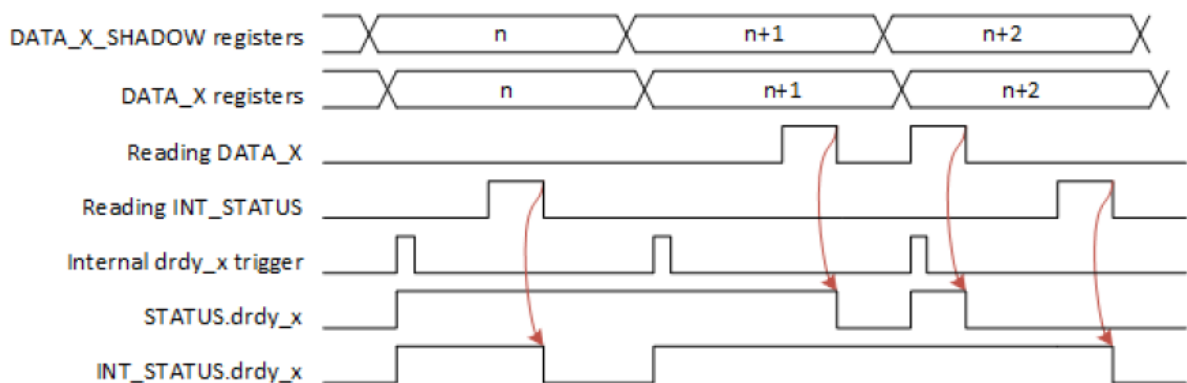 DATA_X_SHADOW registers n n+1 n+2
DATA_X registers n n+1 n+2
Reading DATA_X
Reading INT_STATUS
Internal drdy_x trigger
STATUS.drdy_x
INT_STATUS.drdy_x